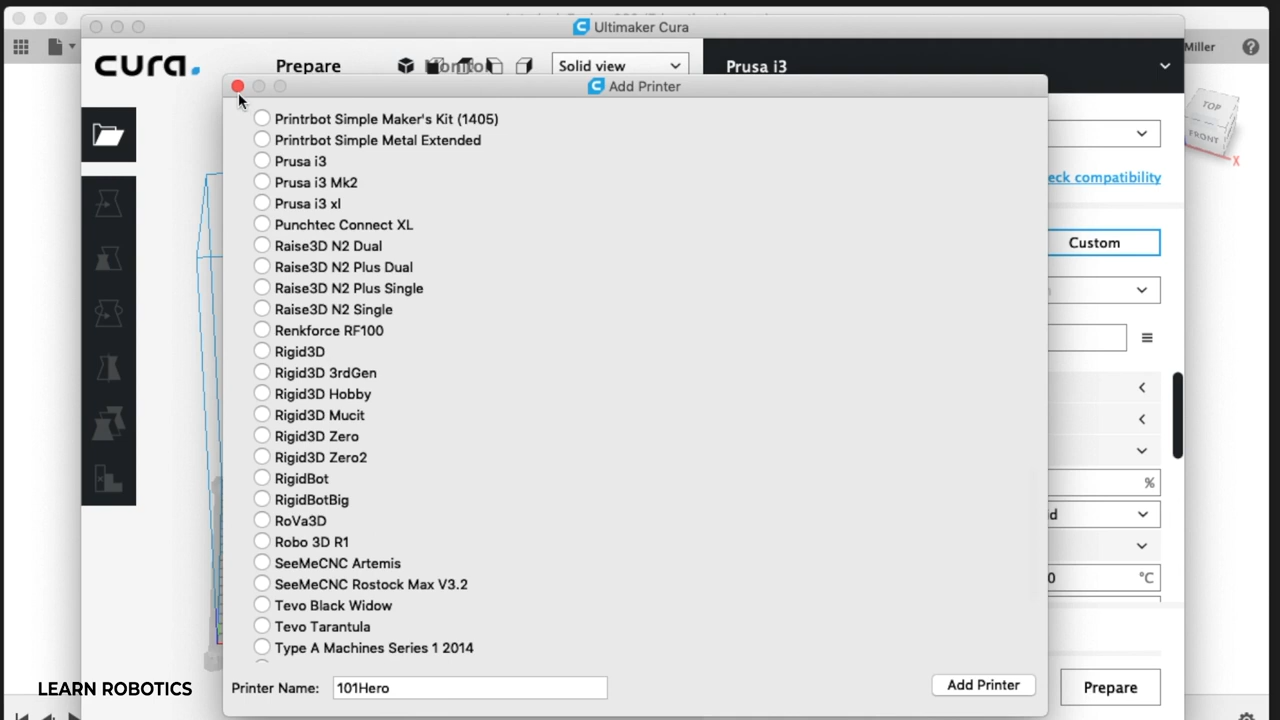 Ultimaker Cura
Miller
cura.
Prepare
Solid view
Prusa i3
Add Printer
TOP
FRONT
X
Printrbot Simple Maker's Kit (1405)
Printrbot Simple Metal Extended
Prusa i3
Prusa i3 Mk2
Prusa i3 xl
Punchtec Connect XL
Raise3D N2 Dual
Raise3D N2 Plus Dual
Raise3D N2 Plus Single
Raise3D N2 Single
Renkforce RF100
Rigid3D
Rigid3D 3rdGen
Rigid3D Hobby
Rigid3D Mucit
Rigid3D Zero
Rigid3D Zero2
RigidBot
RigidBotBig
RoVa3D
Robo 3D R1
SeeMeCNC Artemis
SeeMeCNC Rostock Max V3.2
Tevo Black Widow
Tevo Tarantula
Type A Machines Series 1 2014
eck compatibility
Custom
%
id
0 °C
Printer Name: 101Hero
Add Printer
Prepare
LEARN ROBOTICS